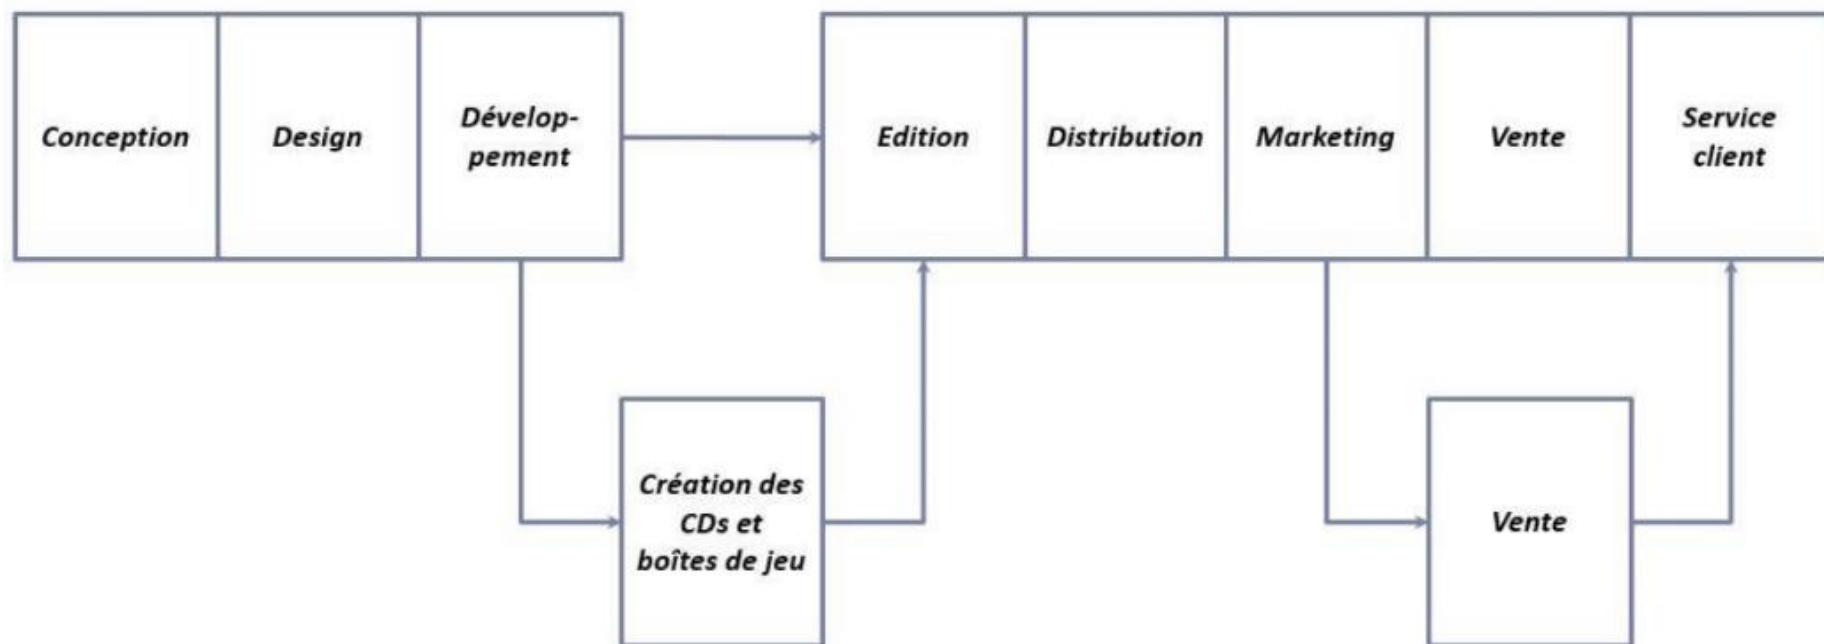 Conception
Design
Dévelop-
pement
Edition
Distribution
Marketing
Vente
Service
client
Création des
CDs et
boîtes de jeu
Vente